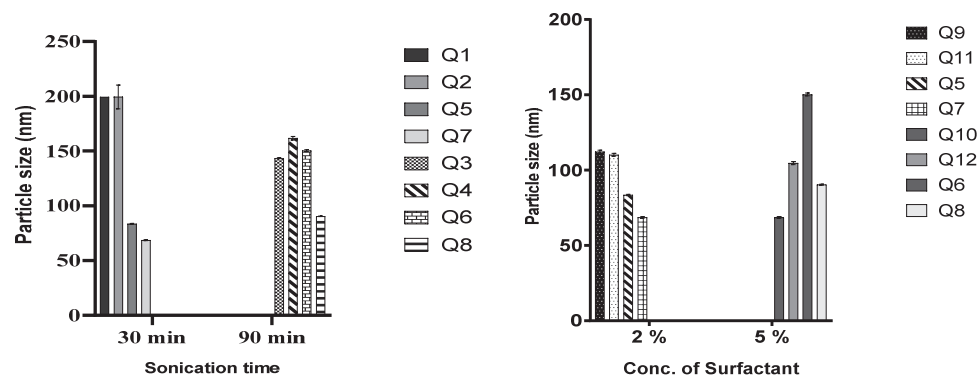 250
200
150
100
50
0
Particle size (nm)
30 min
90 min
Sonication time
Q1
Q2
Q5
Q7
Q3
Q4
Q6
Q8
200
150
100
50
0
Particle size (nm)
2 %
5 %
Conc. of Surfactant
Q9
Q11
Q5
Q7
Q10
Q12
Q6
Q8